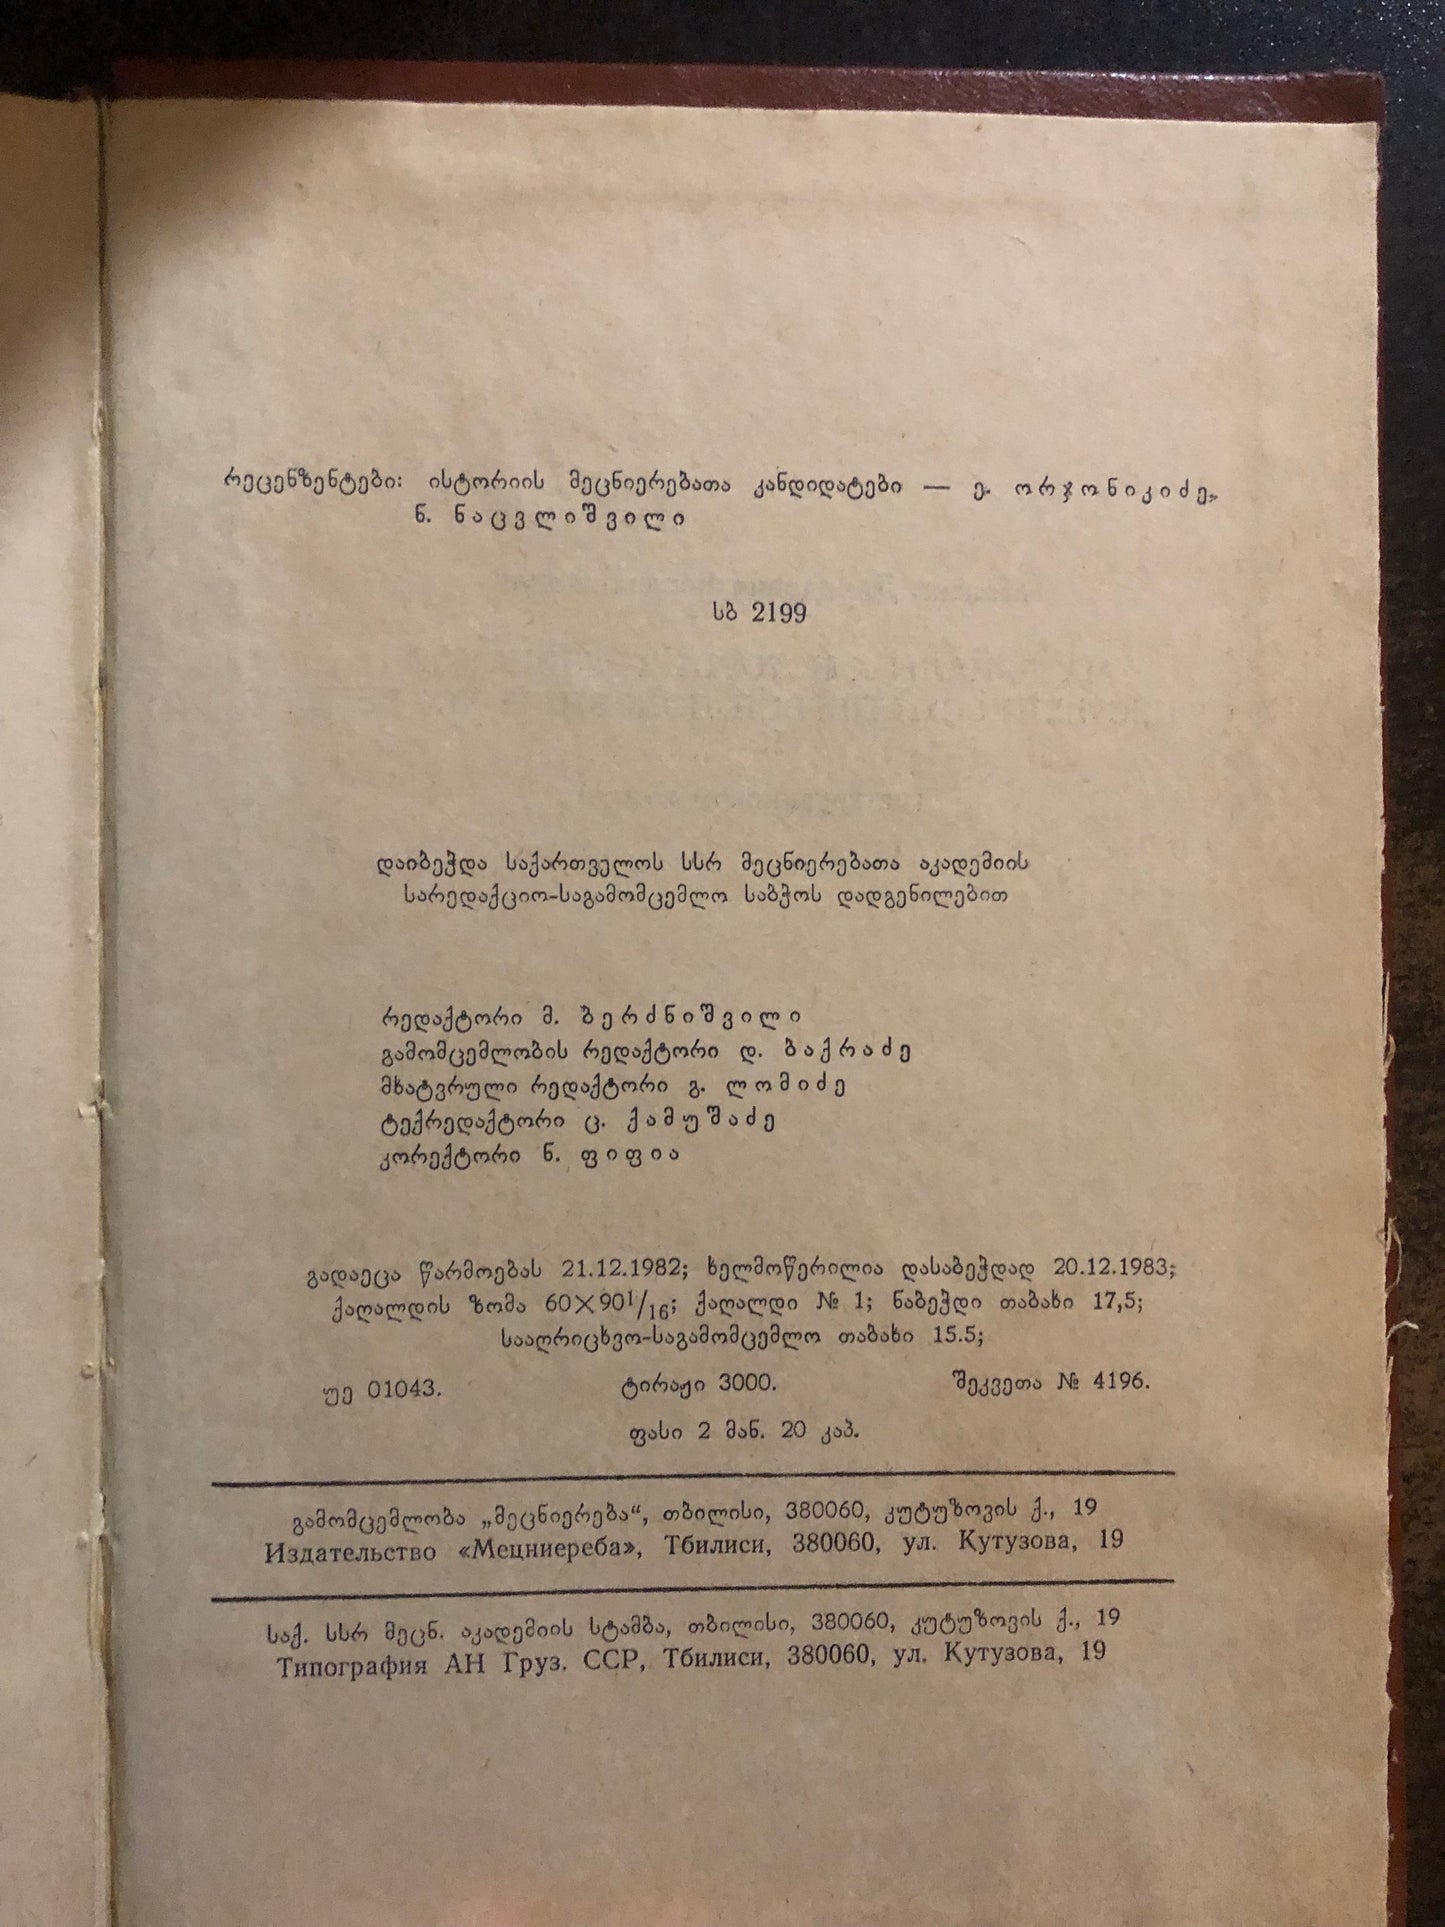 რეცენზენტები: ისტორიის მეცნიერებათა კანდიდატები — ე. ორჯონიკიძე,
ნ. ნაცვლიშვილი
სბ 2199
დაიბეჭდა საქართველოს სსრ მეცნიერებათა აკადემიის
სარედაქციო-საგამომცემლო საბჭოს დადგენილებით
რედაქტორი მ. ბერძნიშვილი
გამომცემლობის რედაქტორი დ. ბაქრაძე
მხატვრული რედაქტორი გ. ლომიძე
ტექრედაქტორი ც. ქამუშაძე
კორექტორი ნ. ფიფია
გადაეცა წარმოებას 21.12.1982; ხელმოწერილია დასაბეჭდად 20.12.1983;
ქაღალდის ზომა 60×90¹/₁₆; ქაღალდი № 1; ნაბეჭდი თაბახი 17,5;
სააღრიცხვო-საგამომცემლო თაბახი 15.5;
უე 01043. ტირაჟი 3000. შეკვეთა № 4196.
ფასი 2 მან. 20 კაპ.
გამომცემლობა „მეცნიერება“, თბილისი, 380060, კუტუზოვის ქ., 19
Издательство «Мецниереба», Тбилиси, 380060, ул. Кутузова, 19
საქ. სსრ მეცნ. აკადემიის სტამბა, თბილისი, 380060, კუტუზოვის ქ., 19
Типография АН Груз. ССР, Тбилиси, 380060, ул. Кутузова, 19